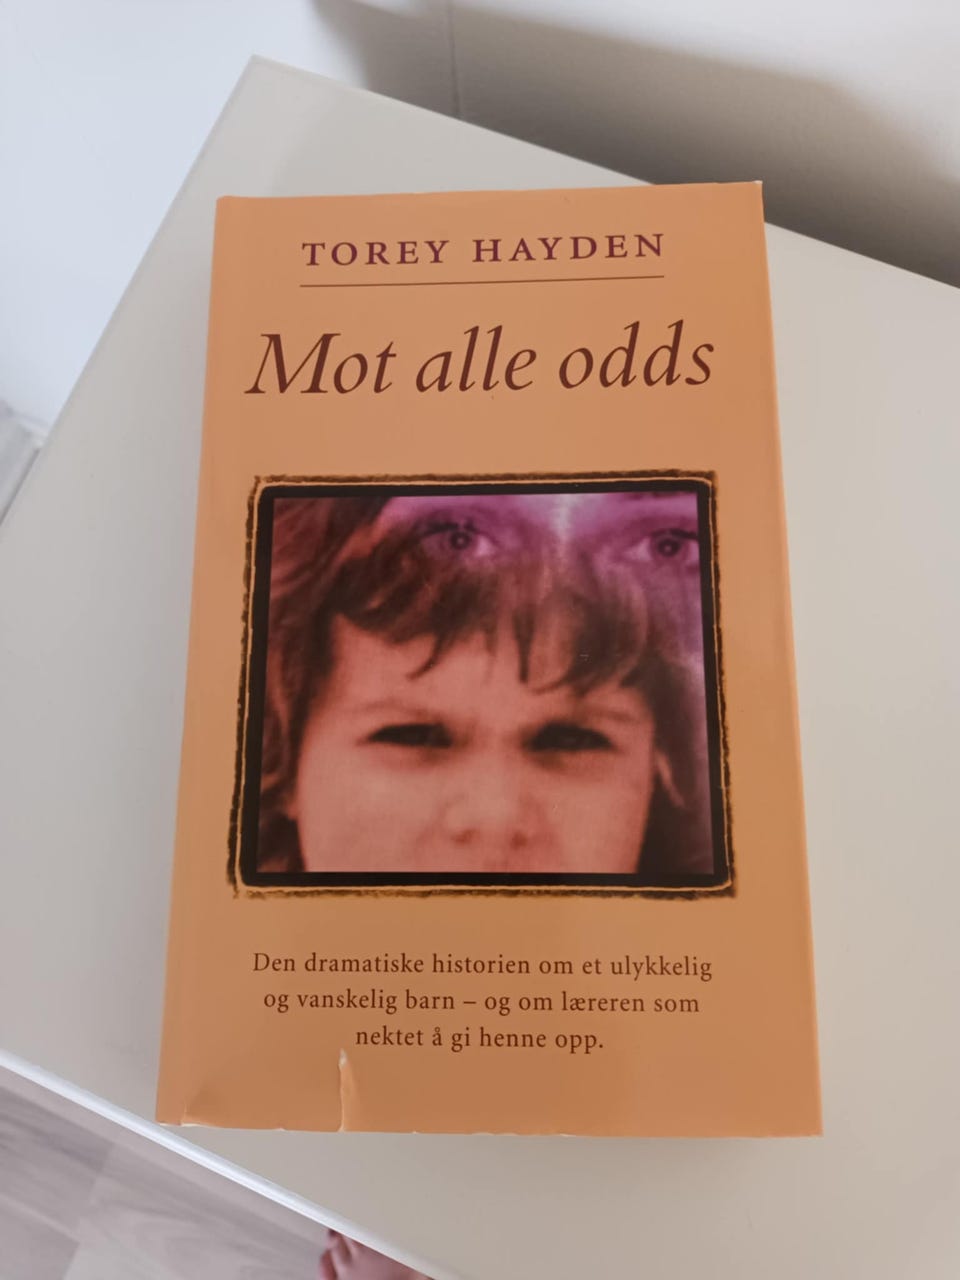 TOREY HAYDEN
Mot alle odds
Den dramatiske historien om et ulykkelig
og vanskelig barn – og om læreren som
nektet å gi henne opp.